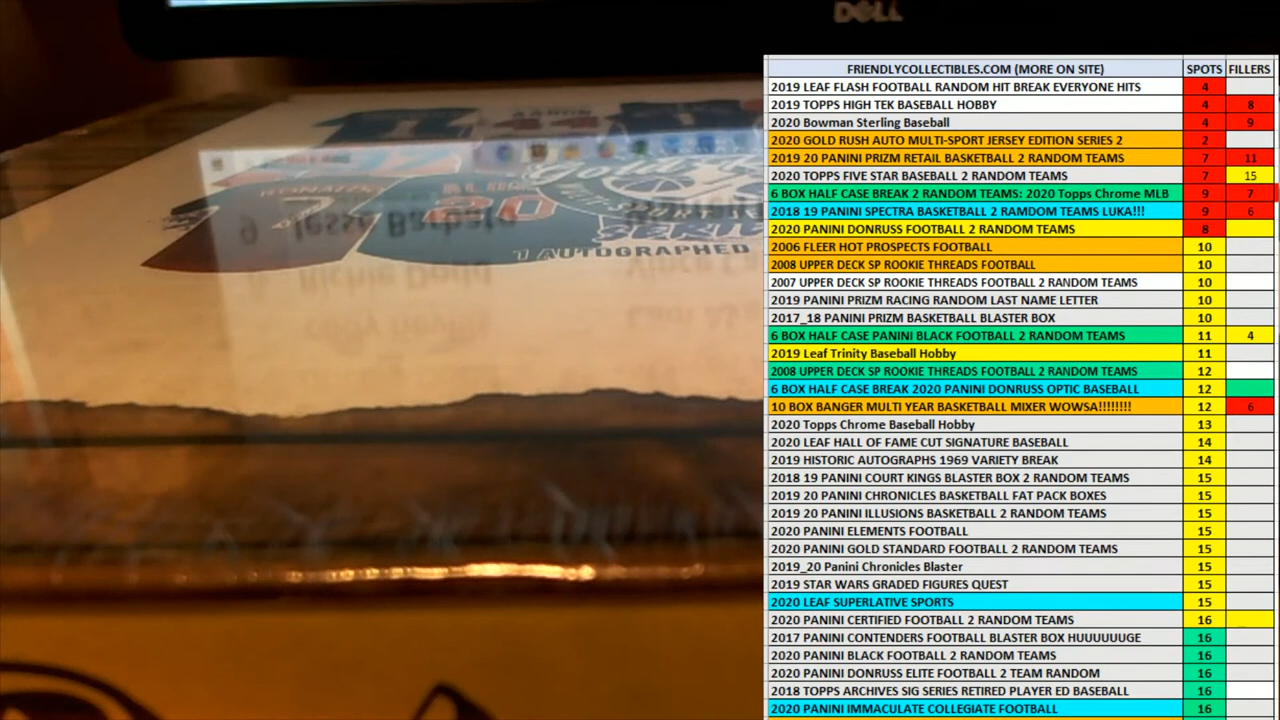 DELL
FRIENDLYCOLLECTIBLES.COM (MORE ON SITE) SPOTS FILLERS
2019 LEAF FLASH FOOTBALL RANDOM HIT BREAK EVERYONE HITS 4
2019 TOPPS HIGH TEK BASEBALL HOBBY 4 8
2020 Bowman Sterling Baseball 4 9
2020 GOLD RUSH AUTO MULTI-SPORT JERSEY EDITION SERIES 2 2
2019 20 PANINI PRIZM RETAIL BASKETBALL 2 RANDOM TEAMS 7 11
2020 TOPPS FIVE STAR BASEBALL 2 RANDOM TEAMS 7 15
6 BOX HALF CASE BREAK 2 RANDOM TEAMS: 2020 Topps Chrome MLB 9 7
2018 19 PANINI SPECTRA BASKETBALL 2 RAMDOM TEAMS LUKA!!! 9 6
2020 PANINI DONRUSS FOOTBALL 2 RANDOM TEAMS 8
2006 FLEER HOT PROSPECTS FOOTBALL 10
2008 UPPER DECK SP ROOKIE THREADS FOOTBALL 10
2007 UPPER DECK SP ROOKIE THREADS FOOTBALL 2 RANDOM TEAMS 10
2019 PANINI PRIZM RACING RANDOM LAST NAME LETTER 10
2017_18 PANINI PRIZM BASKETBALL BLASTER BOX 10
6 BOX HALF CASE PANINI BLACK FOOTBALL 2 RANDOM TEAMS 11 4
2019 Leaf Trinity Baseball Hobby 11
2008 UPPER DECK SP ROOKIE THREADS FOOTBALL 2 RANDOM TEAMS 12
6 BOX HALF CASE BREAK 2020 PANINI DONRUSS OPTIC BASEBALL 12
10 BOX BANGER MULTI YEAR BASKETBALL MIXER WOWSA!!!!!!!! 12 6
2020 Topps Chrome Baseball Hobby 13
2020 LEAF HALL OF FAME CUT SIGNATURE BASEBALL 14
2019 HISTORIC AUTOGRAPHS 1969 VARIETY BREAK 14
2018 19 PANINI COURT KINGS BLASTER BOX 2 RANDOM TEAMS 15
2019 20 PANINI CHRONICLES BASKETBALL FAT PACK BOXES 15
2019 20 PANINI ILLUSIONS BASKETBALL 2 RANDOM TEAMS 15
2020 PANINI ELEMENTS FOOTBALL 15
2020 PANINI GOLD STANDARD FOOTBALL 2 RANDOM TEAMS 15
2019_20 Panini Chronicles Blaster 15
2019 STAR WARS GRADED FIGURES QUEST 15
2020 LEAF SUPERLATIVE SPORTS 15
2020 PANINI CERTIFIED FOOTBALL 2 RANDOM TEAMS 16
2017 PANINI CONTENDERS FOOTBALL BLASTER BOX HUUUUUUGE 16
2020 PANINI BLACK FOOTBALL 2 RANDOM TEAMS 16
2020 PANINI DONRUSS ELITE FOOTBALL 2 TEAM RANDOM 16
2018 TOPPS ARCHIVES SIG SERIES RETIRED PLAYER ED BASEBALL 16
2020 PANINI IMMACULATE COLLEGIATE FOOTBALL 16
RONALD
20
SERIES
1 AUTOGRAPHED
9 Jesse Barbate
Richie Dodd